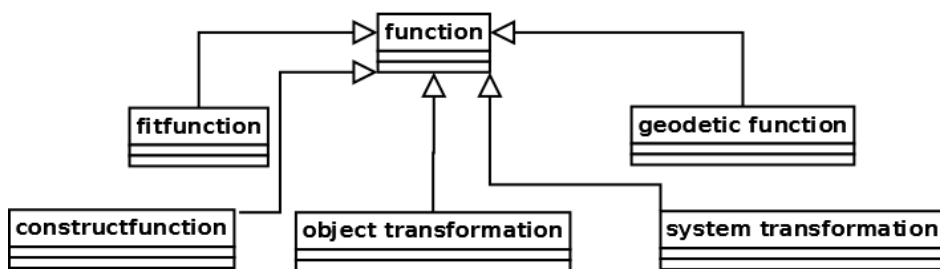 function
fitfunction
geodetic function
constructfunction
object transformation
system transformation